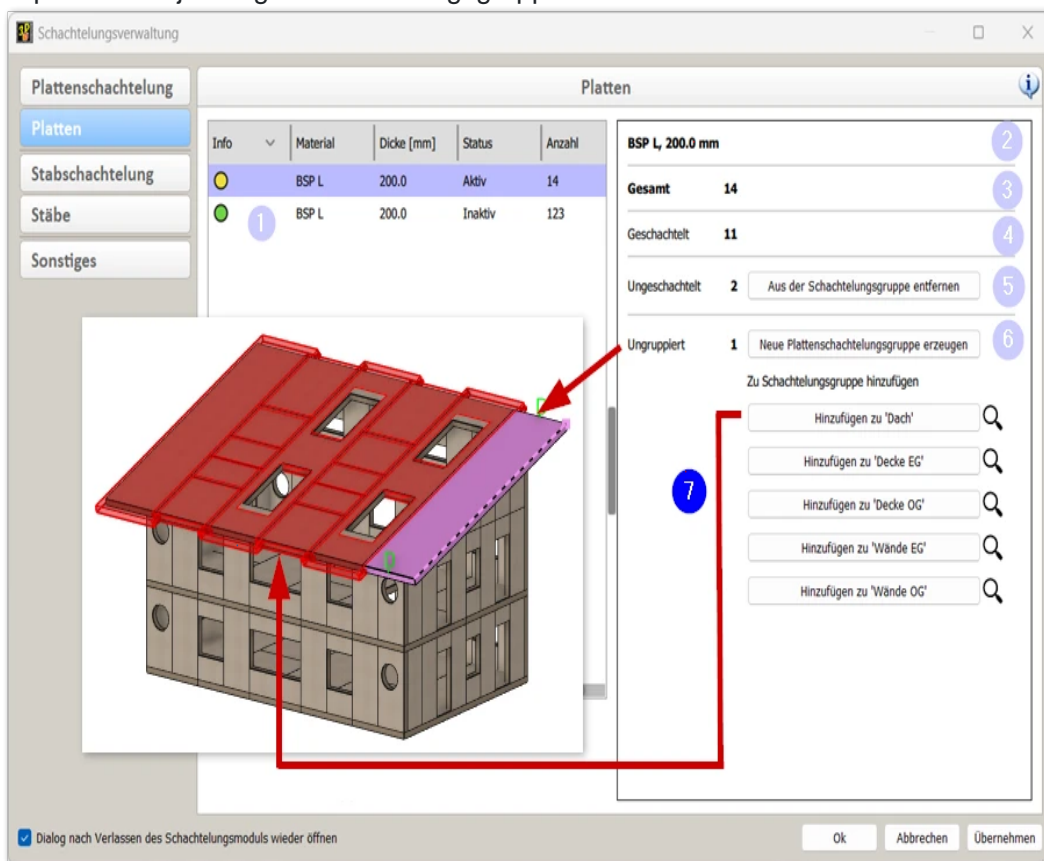 Schachtelungsverwaltung
Plattenschachtelung
Platten
Platten
Stabschachtelung
Stäbe
Sonstiges
Info Material Dicke [mm] Status Anzahl
BSP L 200.0 Aktiv 14
1 BSP L 200.0 Inaktiv 123
BSP L, 200.0 mm 2
Gesamt 14 3
Geschachtelt 11 4
Ungeschachtelt 2 Aus der Schachtelungsgruppe entfernen 5
Ungruppiert 1 Neue Plattenschachtelungsgruppe erzeugen 6
Zu Schachtelungsgruppe hinzufügen
Hinzufügen zu 'Dach'
7 Hinzufügen zu 'Decke EG'
Hinzufügen zu 'Decke OG'
Hinzufügen zu 'Wände EG'
Hinzufügen zu 'Wände OG'
Dialog nach Verlassen des Schachtelungsmoduls wieder öffnen
Ok Abbrechen Übernehmen